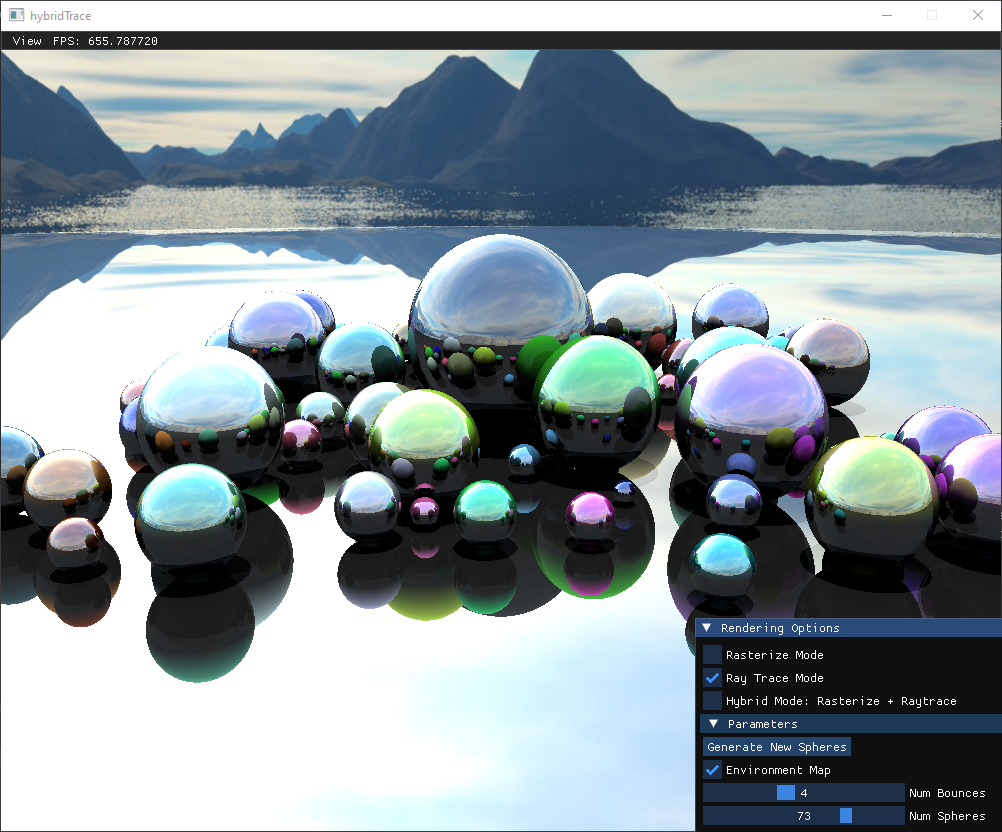 hybridTrace
View FPS: 655.787720
Rendering Options
Rasterize Mode
Ray Trace Mode
Hybrid Mode: Rasterize + Raytrace
Parameters
Generate New Spheres
Environment Map
4 Num Bounces
73 Num Spheres